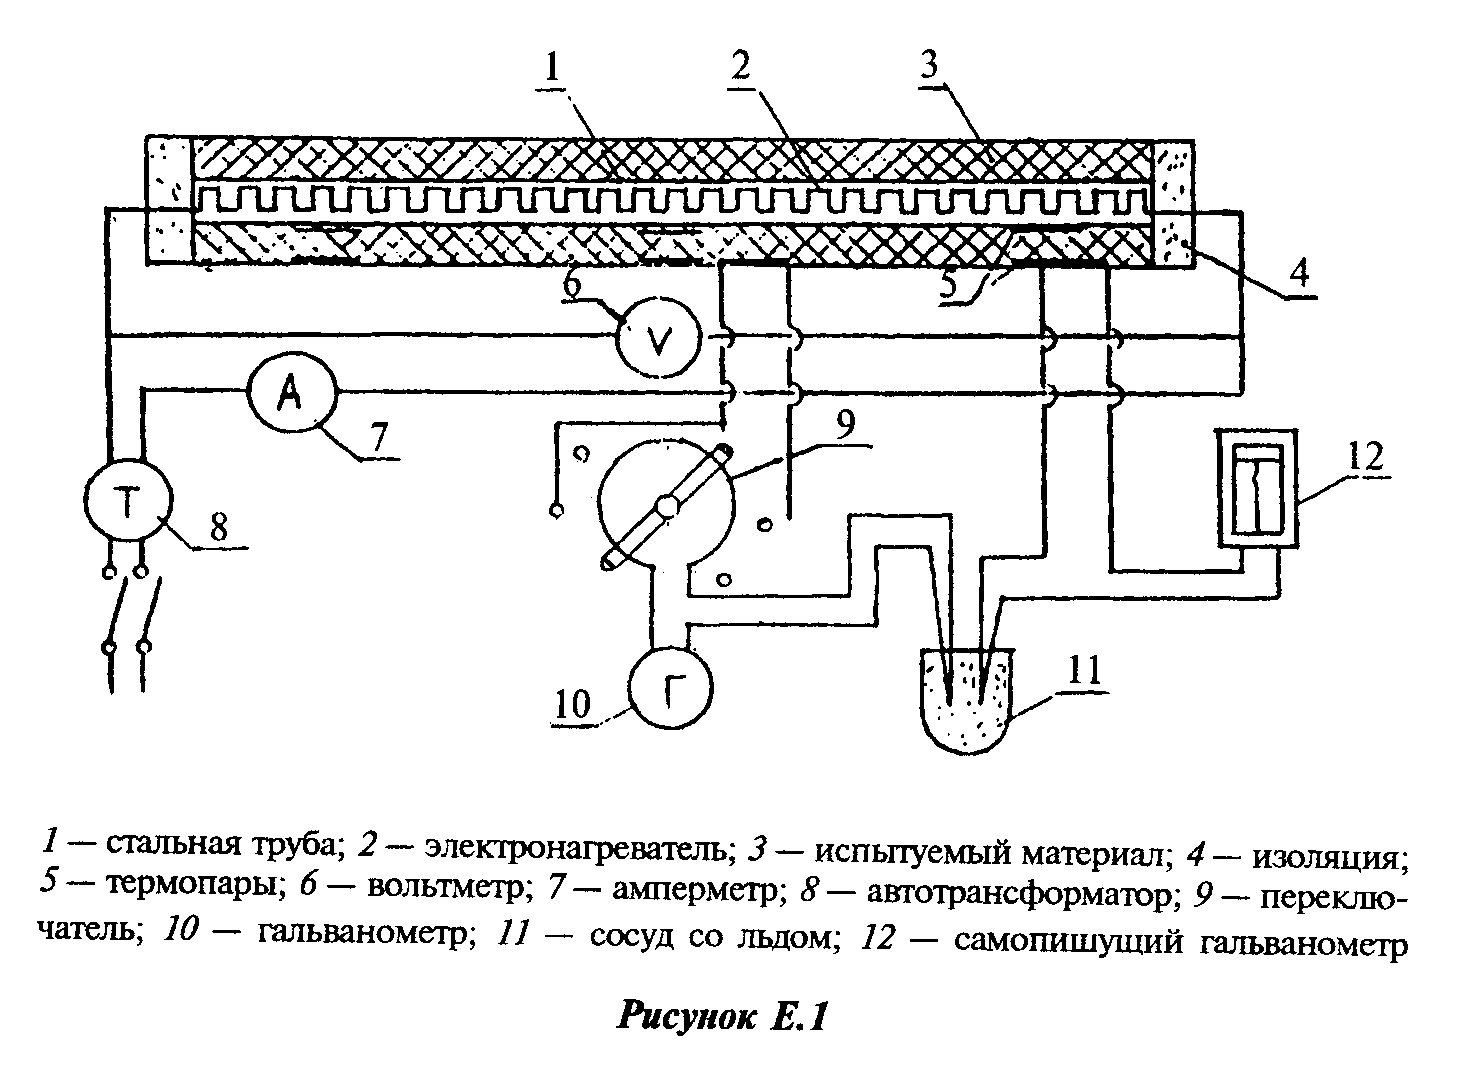 1 2 3
6 5 4
V
A
7 9 12
T
8
11
10 Г
1 — стальная труба; 2 — электронагреватель; 3 — испытуемый материал; 4 — изоляция;
5 — термопары; 6 — вольтметр; 7 — амперметр; 8 — автотрансформатор; 9 — переклю-
чатель; 10 — гальванометр; 11 — сосуд со льдом; 12 — самопишущий гальванометр
Рисунок Е.1